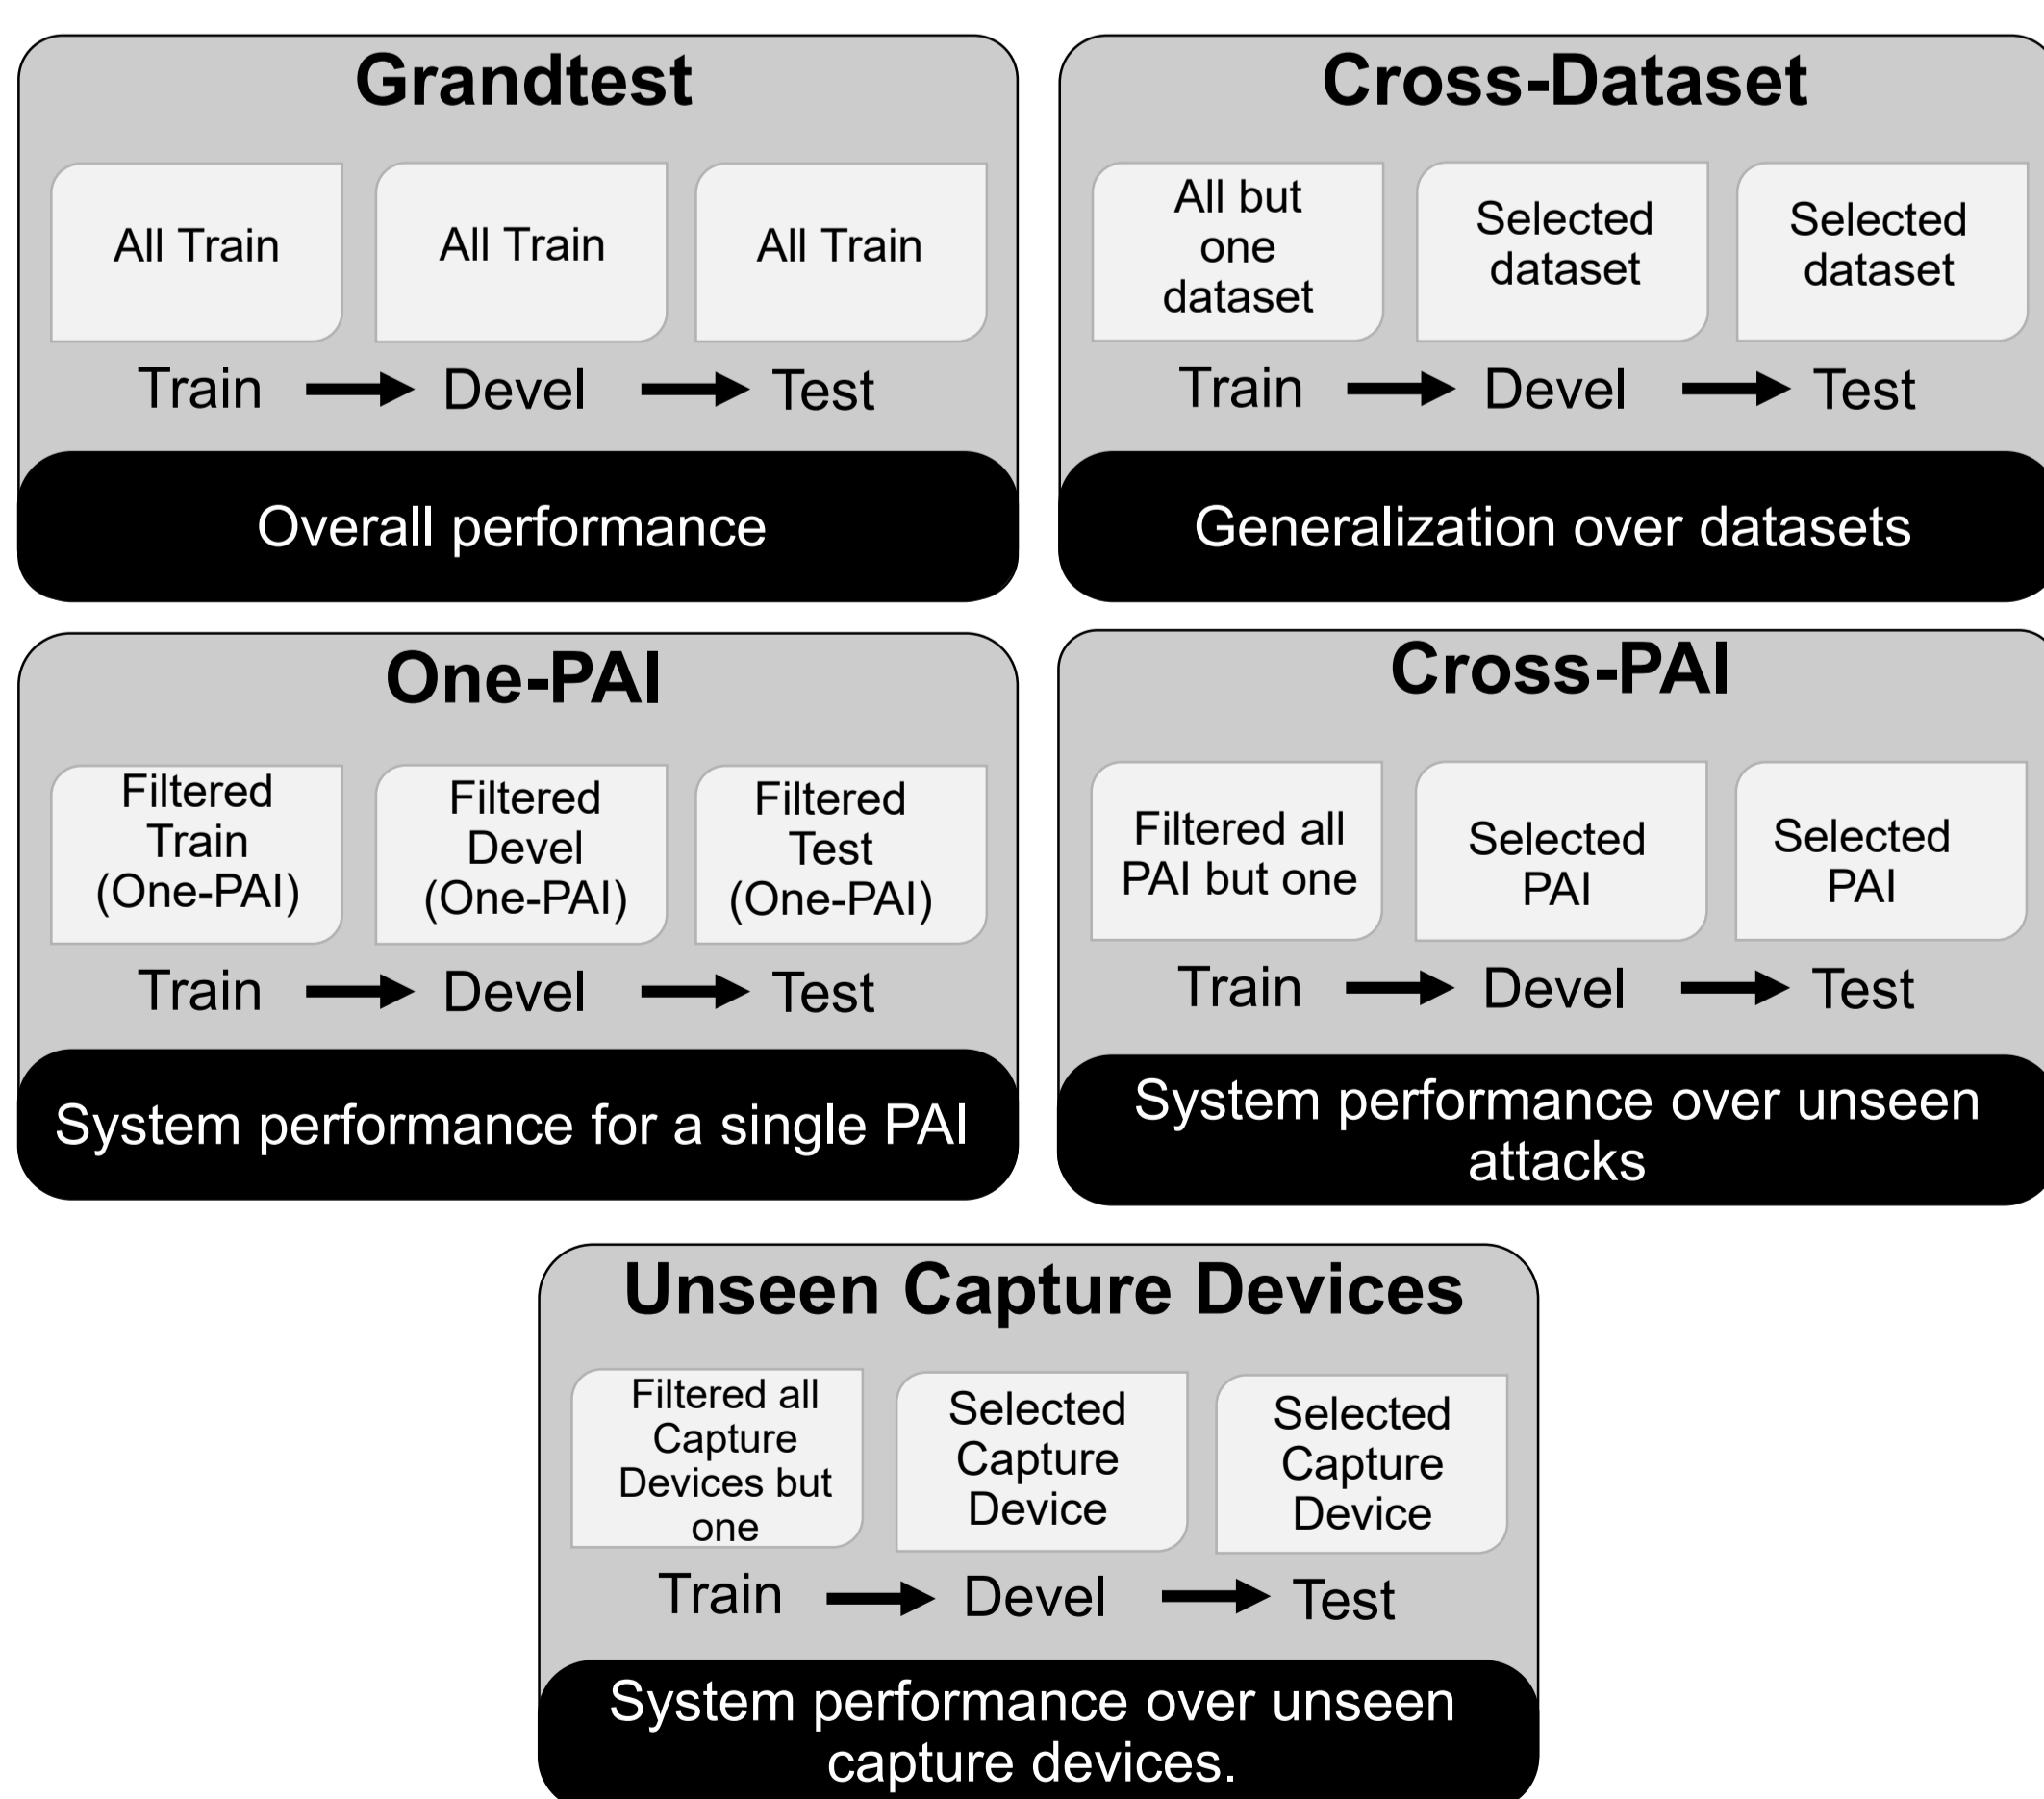 Grandtest
All Train
All Train
All Train
Train
Devel
Test
Overall performance
Cross-Dataset
All but
one
dataset
Selected
dataset
Selected
dataset
Train
Devel
Test
Generalization over datasets
One-PAI
Filtered
Train
(One-PAI)
Filtered
Devel
(One-PAI)
Filtered
Test
(One-PAI)
Train
Devel
Test
System performance for a single PAI
Cross-PAI
Filtered all
PAI but one
Selected
PAI
Selected
PAI
Train
Devel
Test
System performance over unseen
attacks
Unseen Capture Devices
Filtered all
Capture
Devices but
one
Selected
Capture
Device
Selected
Capture
Device
Train
Devel
Test
System performance over unseen
capture devices.